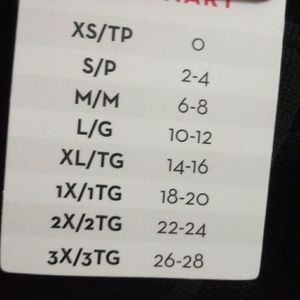 XS/TP 0
S/P 2-4
M/M 6-8
L/G 10-12
XL/TG 14-16
1X/1TG 18-20
2X/2TG 22-24
3X/3TG 26-28